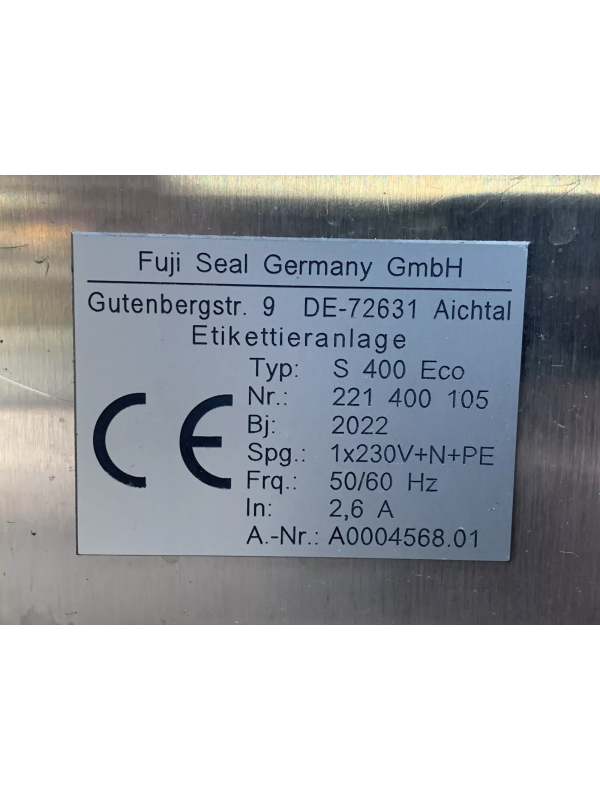 Fuji Seal Germany GmbH
Gutenbergstr. 9 DE-72631 Aichtal
Etikettieranlage
Typ: S 400 Eco
Nr.: 221 400 105
Bj: 2022
Spg.: 1x230V+N+PE
Frq.: 50/60 Hz
In: 2,6 A
A.-Nr.: A0004568.01
CE